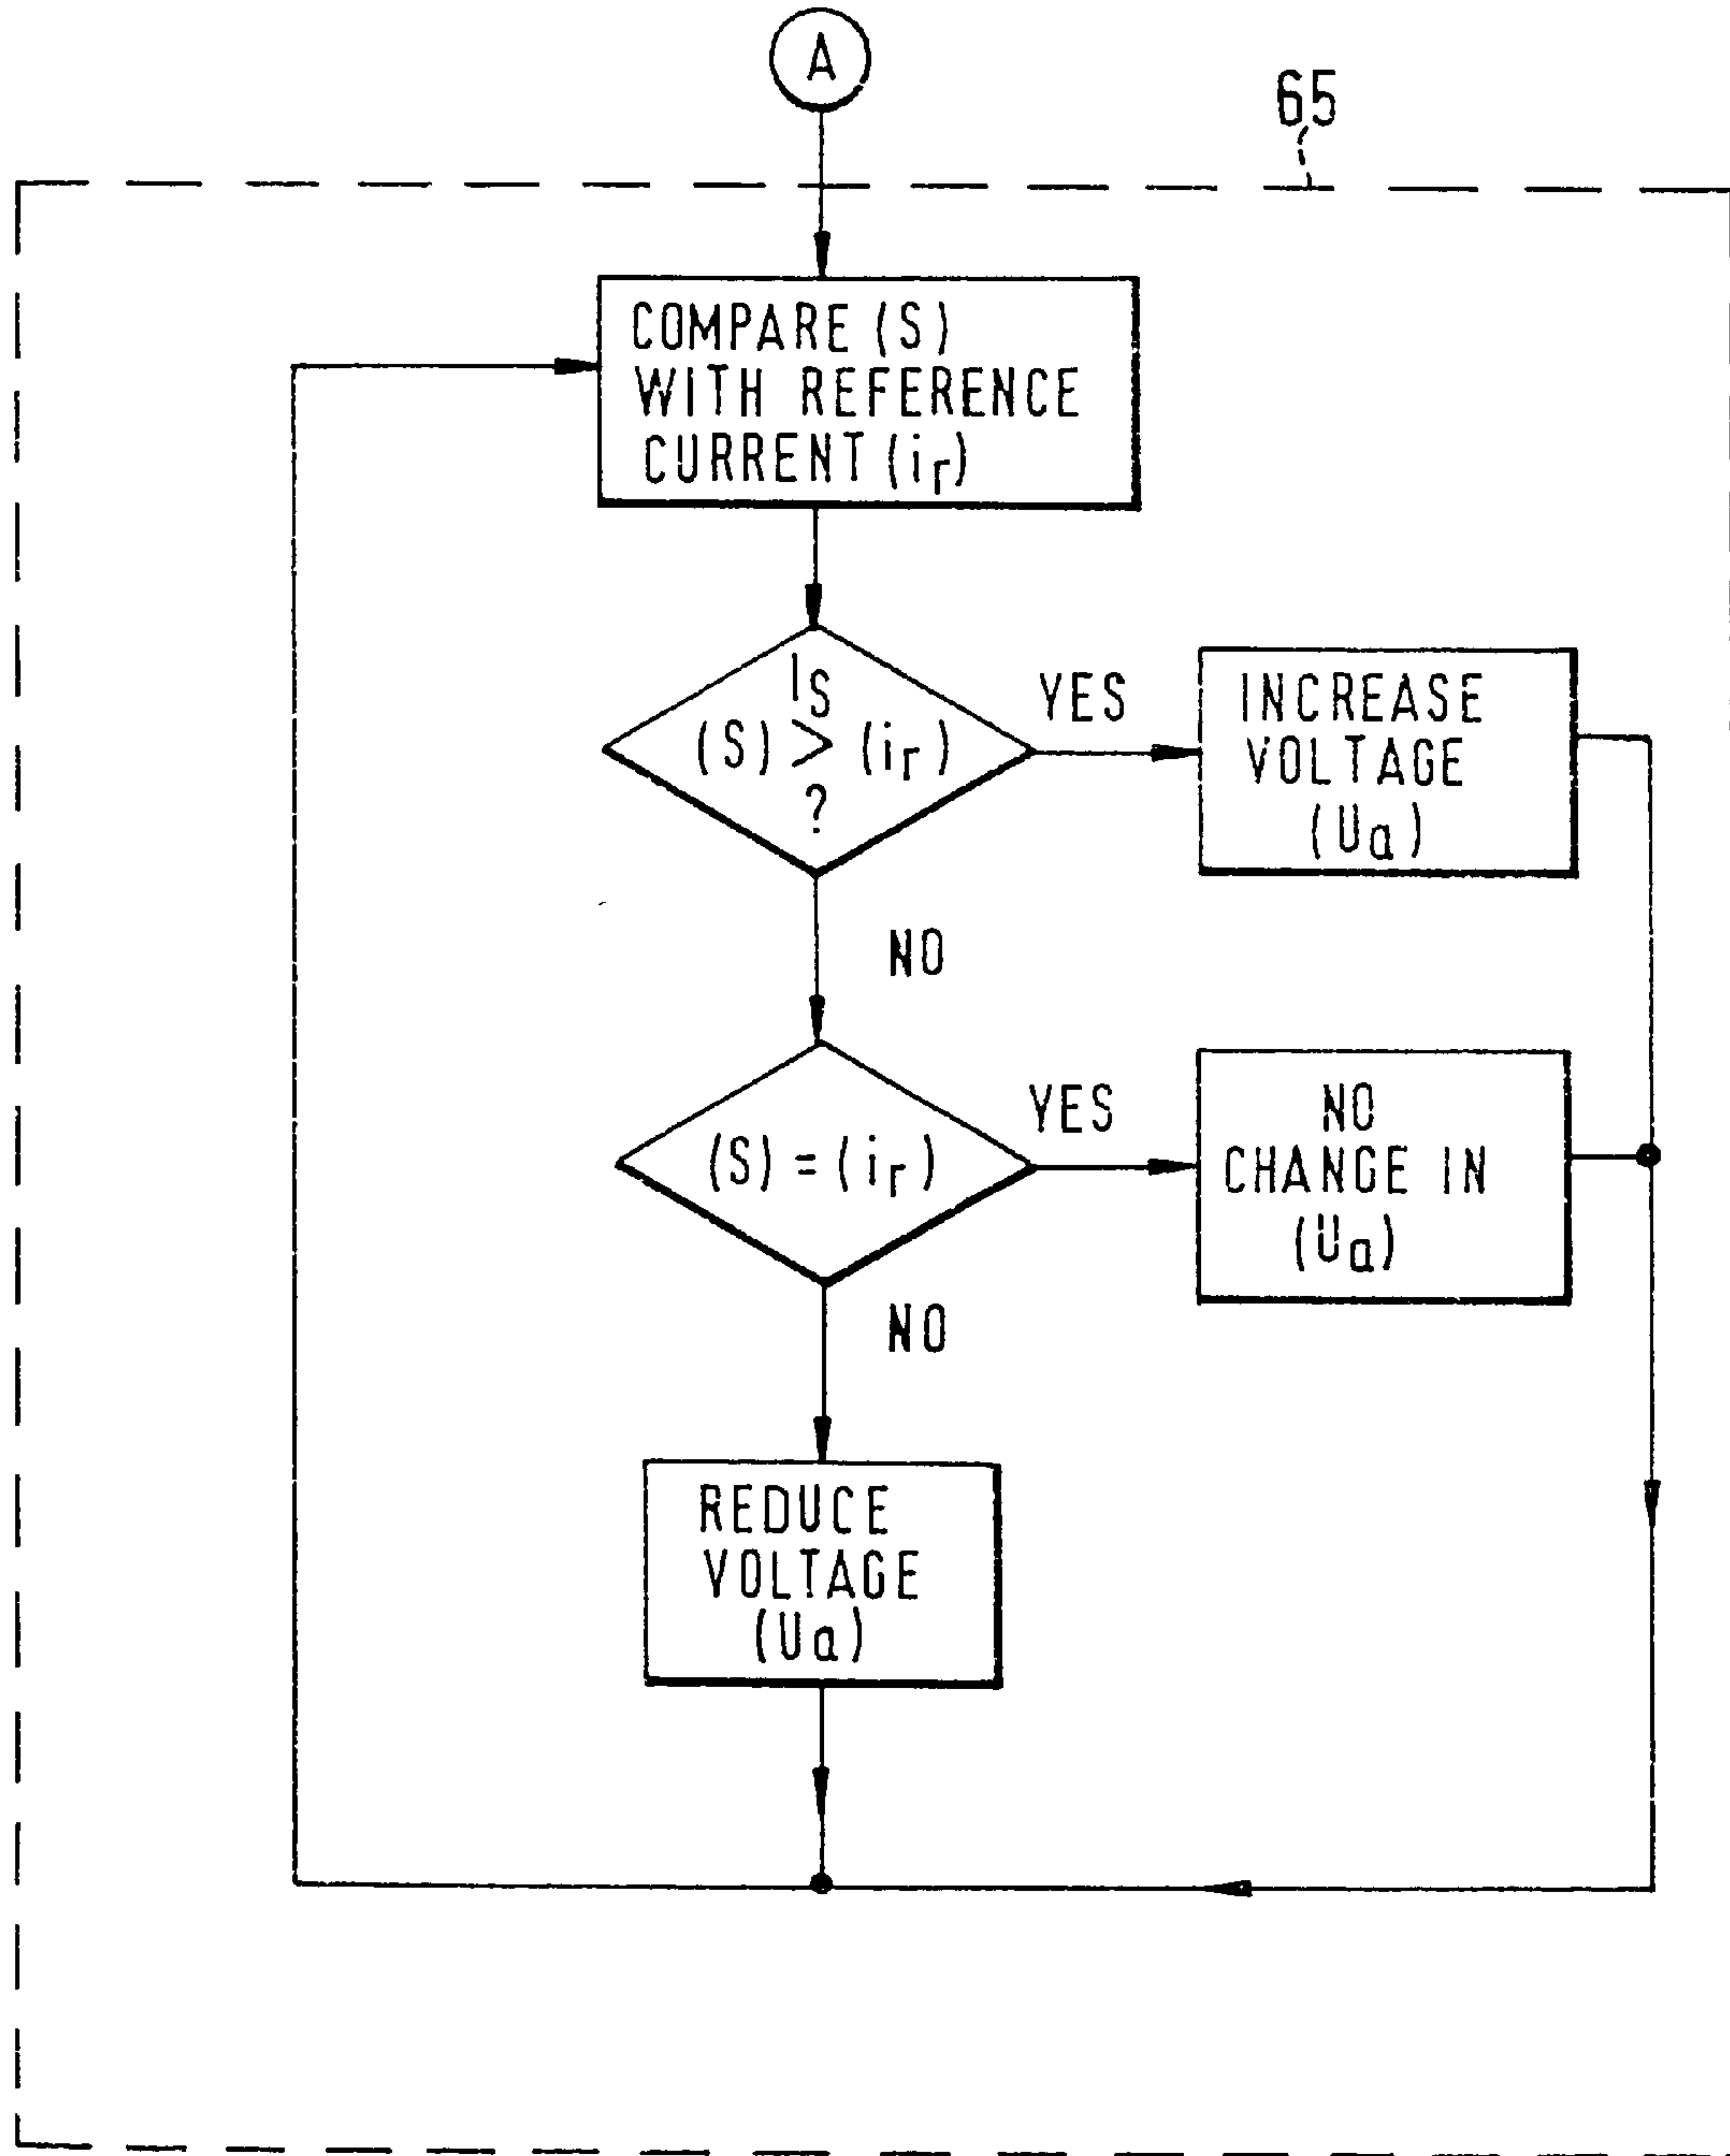 A
65
COMPARE (S)
WITH REFERENCE
CURRENT (ir)
IS
(S) > (ir)
?
YES
INCREASE
VOLTAGE
(Ua)
NO
(S) = (ir)
YES
NO
CHANGE IN
(Ua)
NO
REDUCE
VOLTAGE
(Ua)